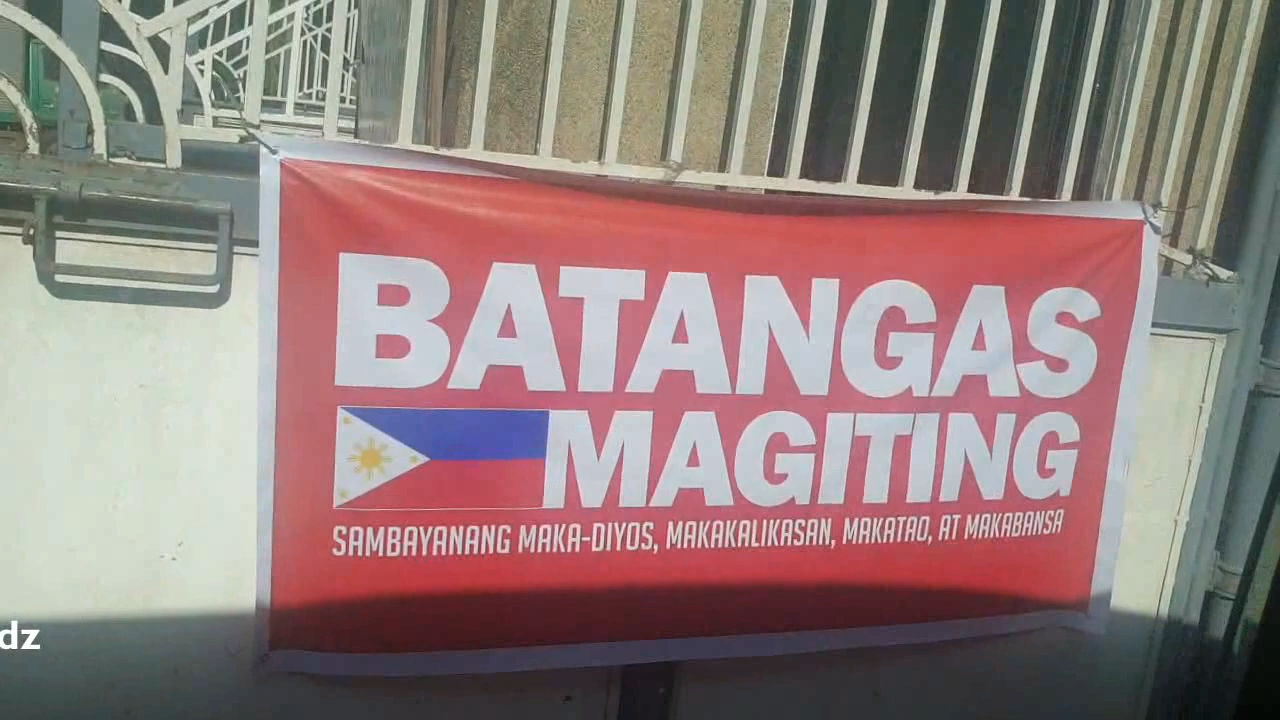 BATANGAS
MAGITING
SAMBAYANANG MAKA-DIYOS, MAKAKALIKASAN, MAKATAO, AT MAKABANSA
dz